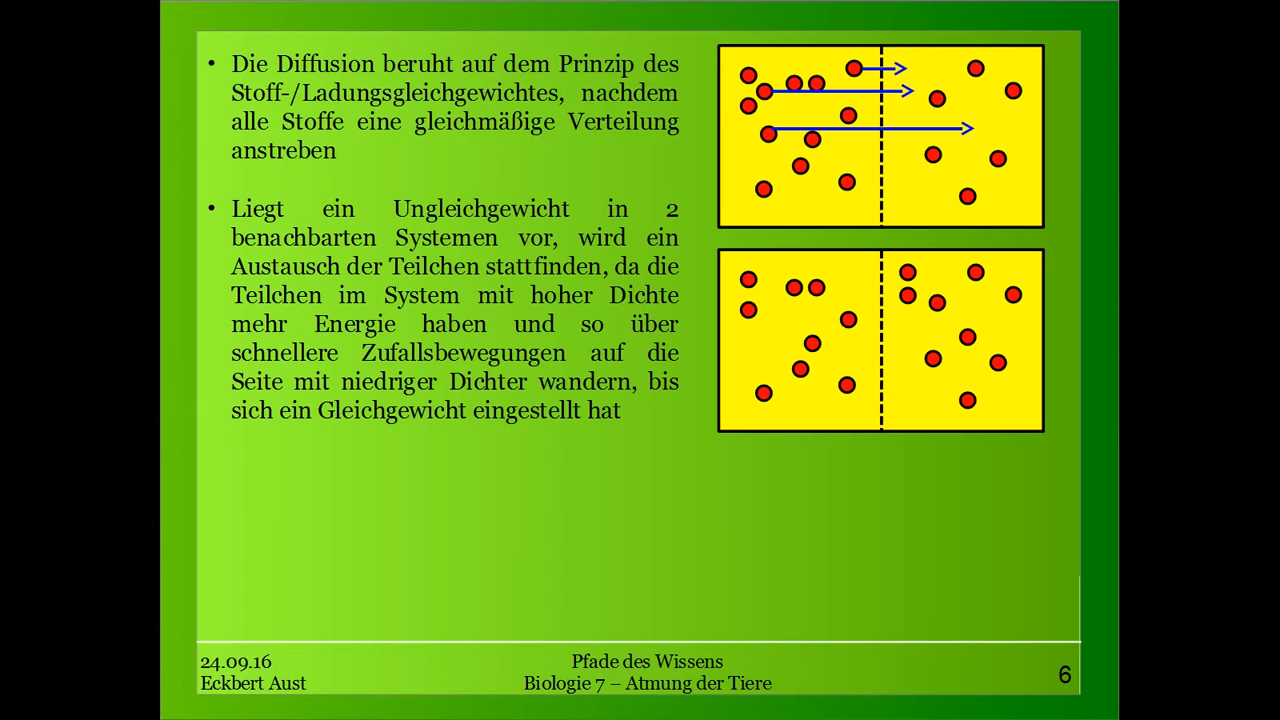 • Die Diffusion beruht auf dem Prinzip des
Stoff-/Ladungsgleichgewichtes, nachdem
alle Stoffe eine gleichmäßige Verteilung
anstreben
• Liegt ein Ungleichgewicht in 2
benachbarten Systemen vor, wird ein
Austausch der Teilchen stattfinden, da die
Teilchen im System mit hoher Dichte
mehr Energie haben und so über
schnellere Zufallsbewegungen auf die
Seite mit niedriger Dichter wandern, bis
sich ein Gleichgewicht eingestellt hat
24.09.16
Eckbert Aust
Pfade des Wissens
Biologie 7 – Atmung der Tiere
6